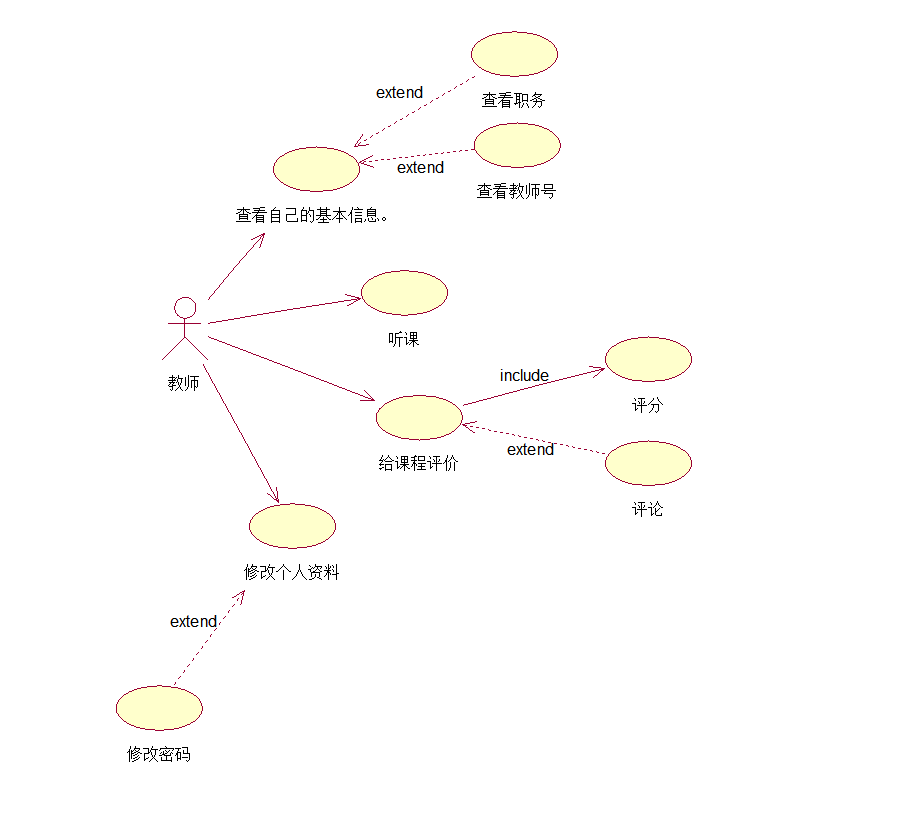 extend
查看职务
extend
查看教师号
查看自己的基本信息。
听课
教师
include
评分
给课程评价
extend
评论
修改个人资料
extend
修改密码